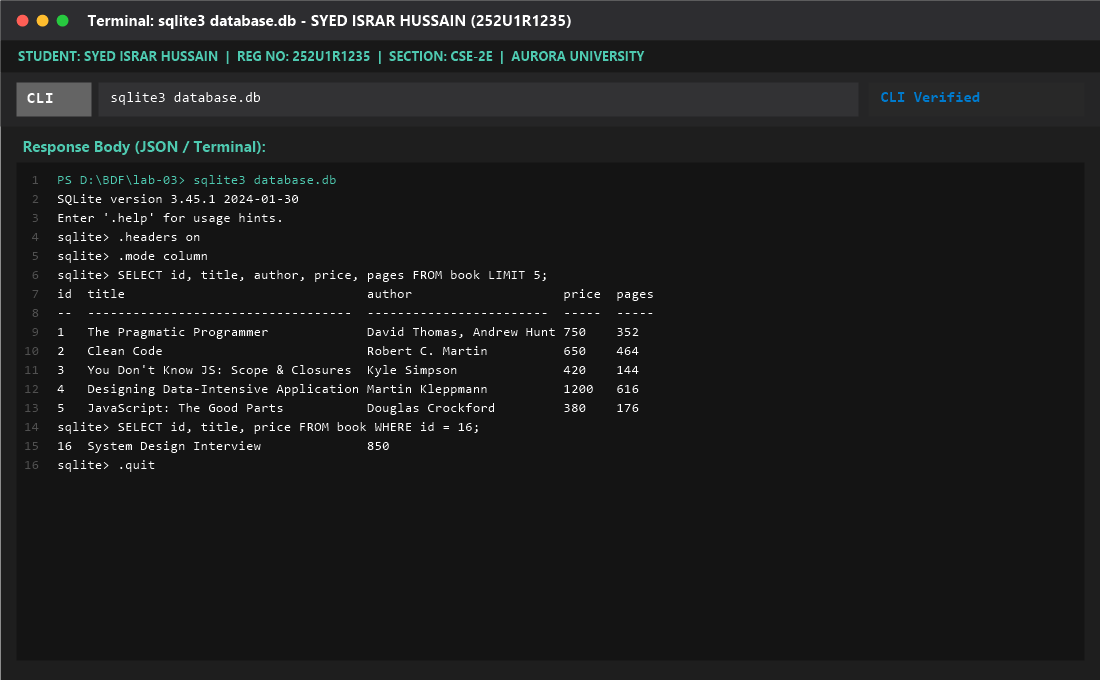 Terminal: sqlite3 database.db - SYED ISRAR HUSSAIN (252U1R1235)
STUDENT: SYED ISRAR HUSSAIN | REG NO: 252U1R1235 | SECTION: CSE-2E | AURORA UNIVERSITY
CLI sqlite3 database.db CLI Verified
Response Body (JSON / Terminal):
1 PS D:\BDF\lab-03> sqlite3 database.db
2 SQLite version 3.45.1 2024-01-30
3 Enter '.help' for usage hints.
4 sqlite> .headers on
5 sqlite> .mode column
6 sqlite> SELECT id, title, author, price, pages FROM book LIMIT 5;
7 id  title                                author                    price  pages
8 --  -----------------------------------  ------------------------  -----  -----
9 1   The Pragmatic Programmer             David Thomas, Andrew Hunt 750    352
10 2   Clean Code                           Robert C. Martin          650    464
11 3   You Don't Know JS: Scope & Closures  Kyle Simpson              420    144
12 4   Designing Data-Intensive Application Martin Kleppmann          1200   616
13 5   JavaScript: The Good Parts           Douglas Crockford         380    176
14 sqlite> SELECT id, title, price FROM book WHERE id = 16;
15 16  System Design Interview              850
16 sqlite> .quit